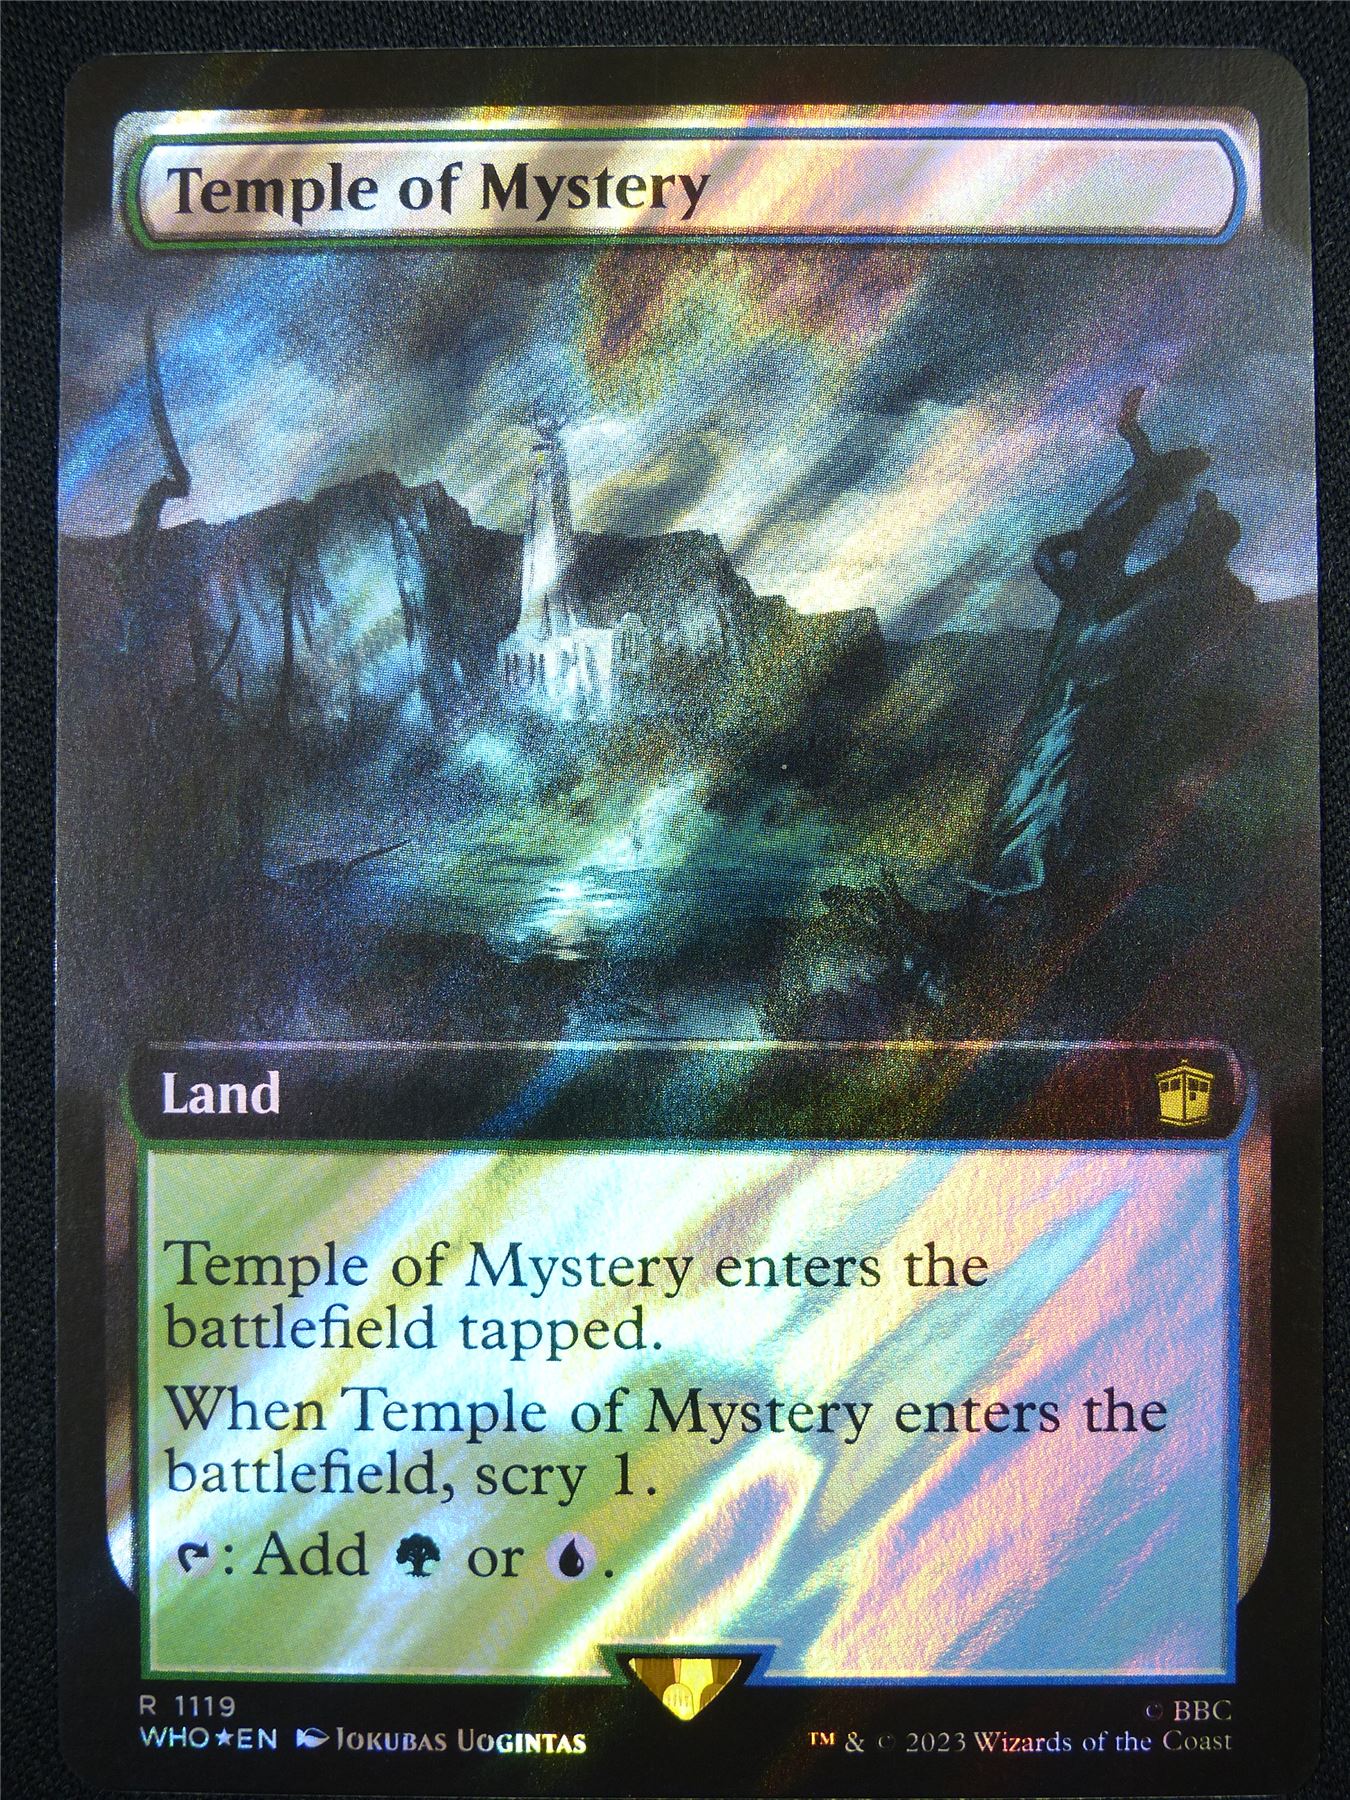 Temple of Mystery
Land
Temple of Mystery enters the
battlefield tapped.
When Temple of Mystery enters the
battlefield, scry 1.
: Add or .
R 1119
WHO★EN Jokubas Uogintas
© BBC
™ & © 2023 Wizards of the Coast